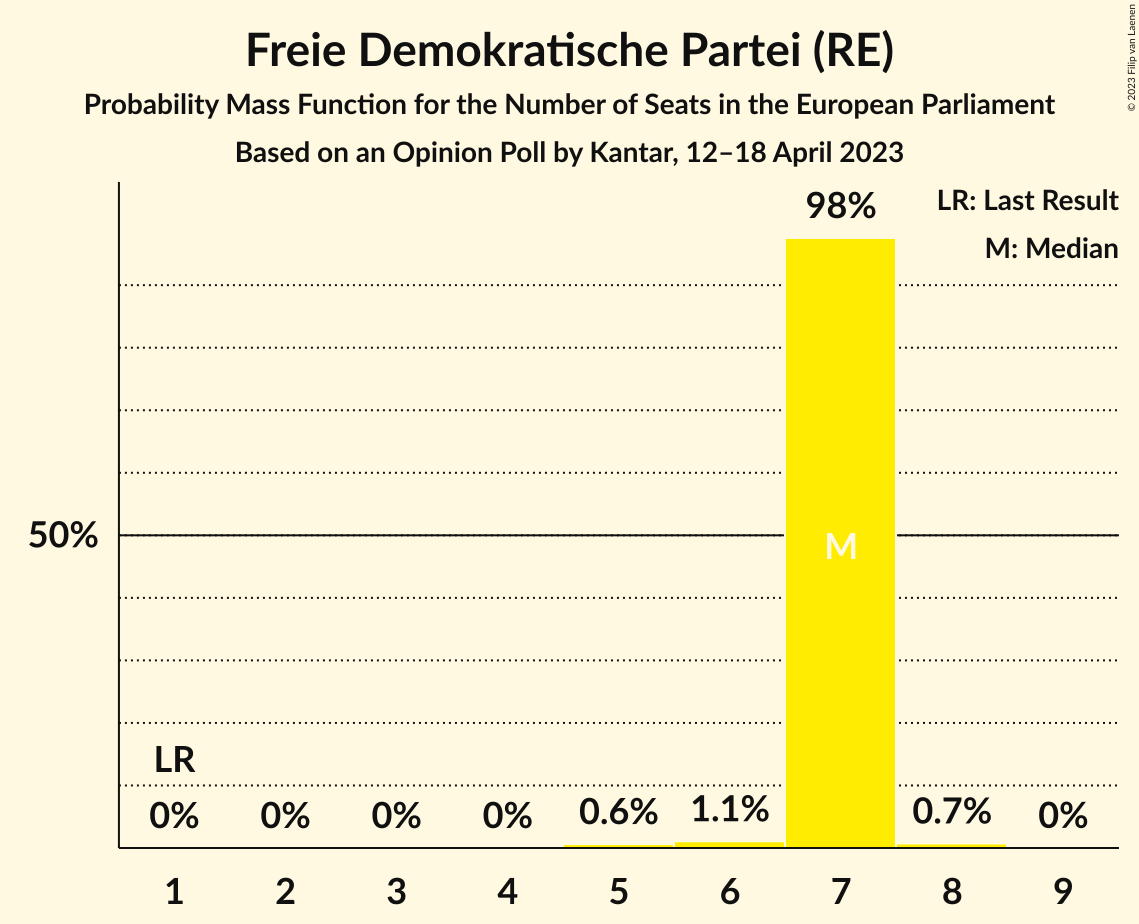 Freie Demokratische Partei (RE)
Probability Mass Function for the Number of Seats in the European Parliament
Based on an Opinion Poll by Kantar, 12–18 April 2023
© 2023 Filip van Laenen
LR: Last Result
M: Median
98%
50%
M
LR
0% 0% 0% 0% 0.6% 1.1% 0.7% 0%
1 2 3 4 5 6 7 8 9